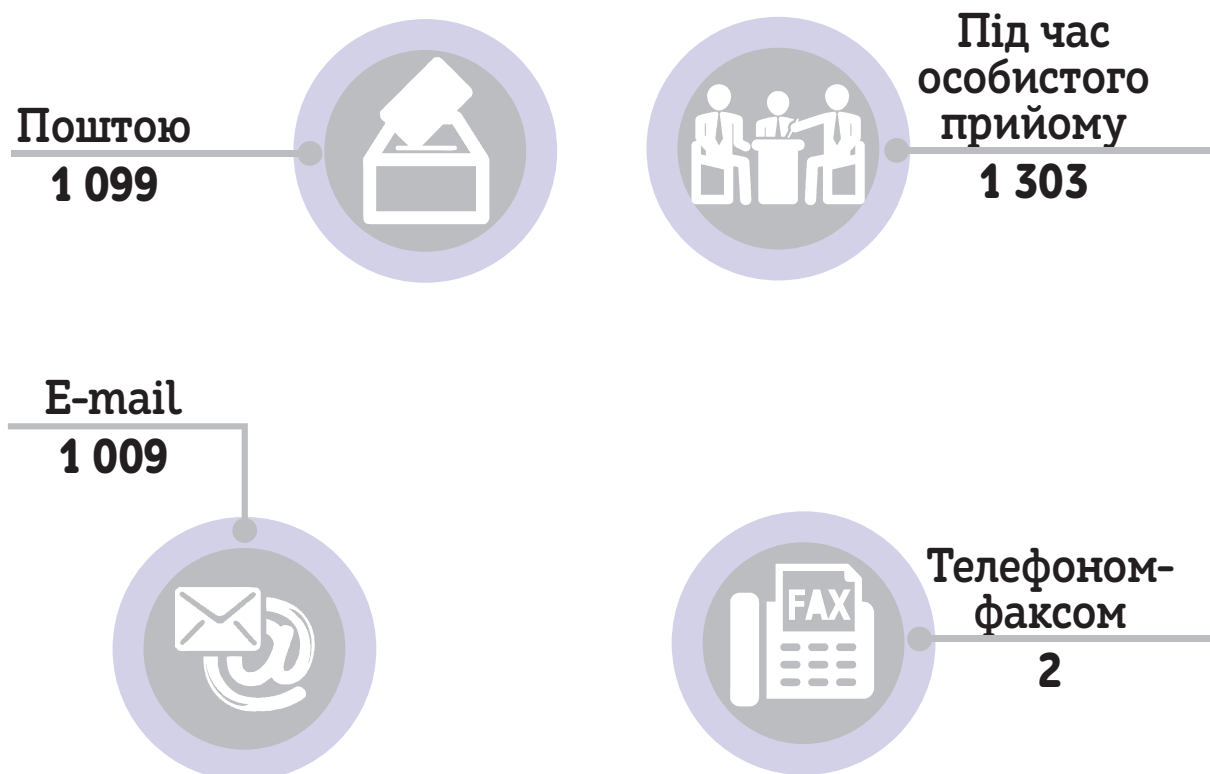 Поштою
1 099
Під час
особистого
прийому
1 303
E-mail
1 009
FAX
Телефоном-
факсом
2